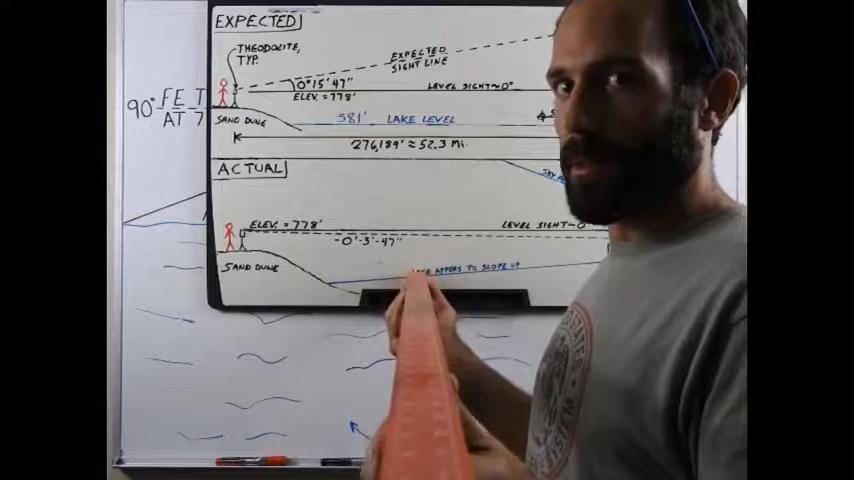 EXPECTED
THEODOLITE,
TYP.
EXPECTED
SIGHT LINE
0°15'47"
LEVEL SIGHT~0°
ELEV. = 778'
90° FE T
AT 7
SAND DUNE
581' LAKE LEVEL
276,189' ≈ 52.3 Mi.
ACTUAL
ELEV. = 778'
LEVEL SIGHT~0
-0°-3'-47"
SAND DUNE
APPERS TO SLOPE UP